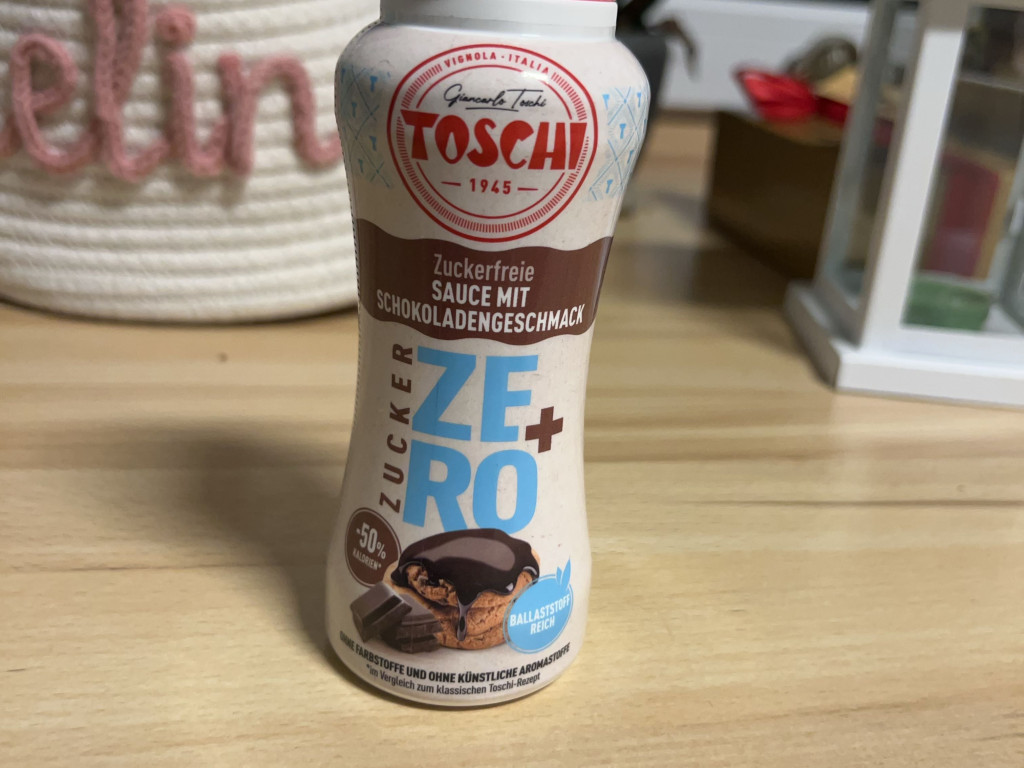 elin
VIGNOLA - ITALIA
Giancarlo Toschi
TOSCHI
1945
Zuckerfreie
SAUCE MIT
SCHOKOLADENGESCHMACK
ZUCKER
ZE
RO
+
-50%
KALORIEN*
BALLASTSTOFF
REICH
OHNE FARBSTOFFE UND OHNE KÜNSTLICHE AROMASTOFFE
*im Vergleich zum klassischen Toschi-Rezept